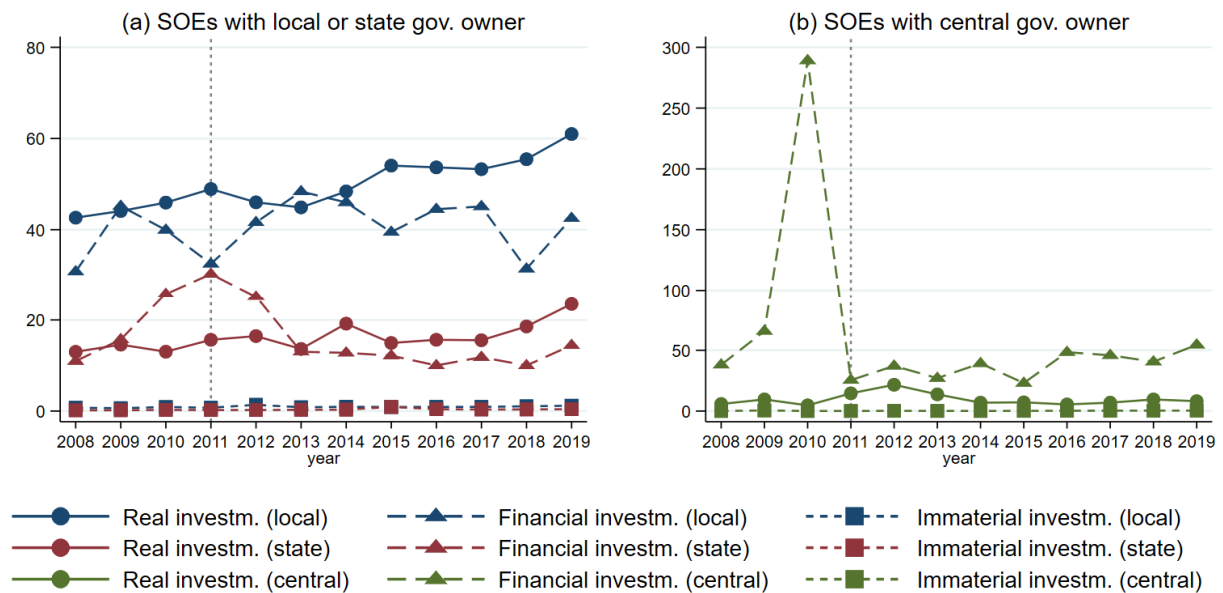 (a) SOEs with local or state gov. owner
80
60
40
20
0
2008 2009 2010 2011 2012 2013 2014 2015 2016 2017 2018 2019
year
(b) SOEs with central gov. owner
300
250
200
150
100
50
0
2008 2009 2010 2011 2012 2013 2014 2015 2016 2017 2018 2019
year
Real investm. (local) Financial investm. (local) Immaterial investm. (local)
Real investm. (state) Financial investm. (state) Immaterial investm. (state)
Real investm. (central) Financial investm. (central) Immaterial investm. (central)